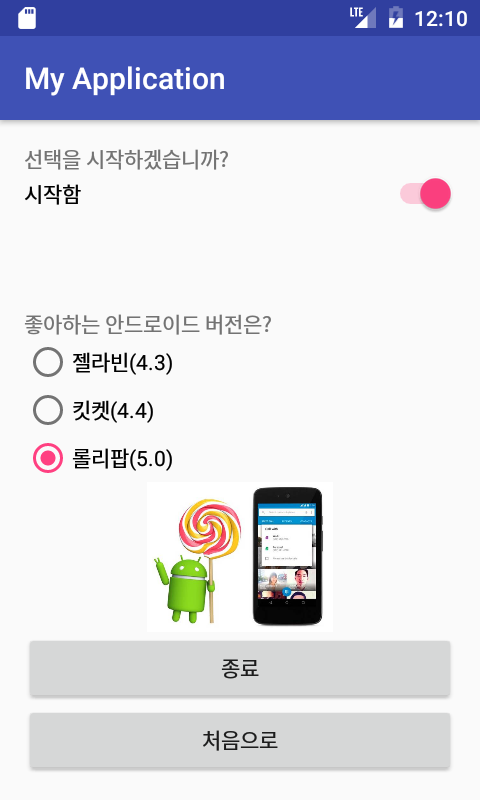 LTE 12:10
My Application
선택을 시작하겠습니까?
시작함
좋아하는 안드로이드 버전은?
젤라빈(4.3)
킷켓(4.4)
롤리팝(5.0)
종료
처음으로